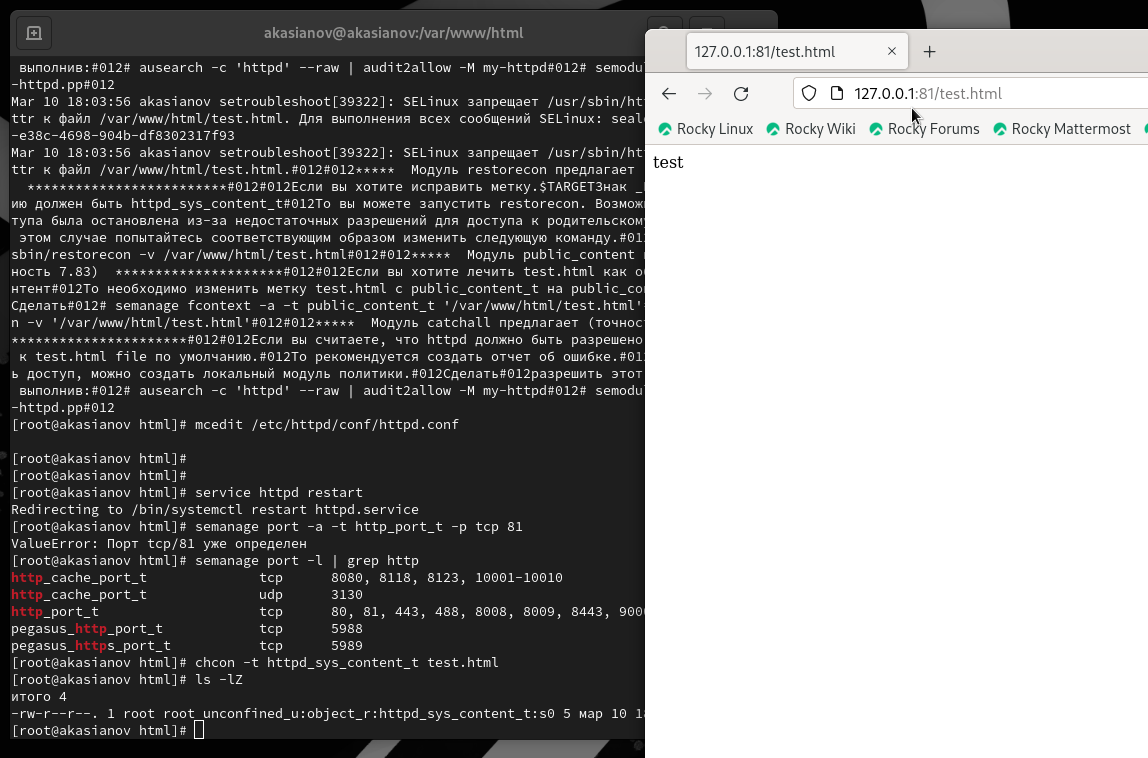 akasianov@akasianov:/var/www/html
выполнив:#012# ausearch -c 'httpd' --raw | audit2allow -M my-httpd#012# semodul
-httpd.pp#012
Mar 10 18:03:56 akasianov setroubleshoot[39322]: SELinux запрещает /usr/sbin/ht
ttr к файл /var/www/html/test.html. Для выполнения всех сообщений SELinux: seal
-e38c-4698-904b-df8302317f93
Mar 10 18:03:56 akasianov setroubleshoot[39322]: SELinux запрещает /usr/sbin/ht
ttr к файл /var/www/html/test.html.#012#012***** Модуль restorecon предлагает
*************************#012#012Если вы хотите исправить метку.$TARGETЗнак _
ию должен быть httpd_sys_content_t#012То вы можете запустить restorecon. Возмож
тупа была остановлена из-за недостаточных разрешений для доступа к родительском
этом случае попытайтесь соответствующим образом изменить следующую команду.#01
sbin/restorecon -v /var/www/html/test.html#012#012***** Модуль public_content
ность 7.83) *********************#012#012Если вы хотите лечить test.html как о
нтент#012То необходимо изменить метку test.html с public_content_t на public_co
Сделать#012# semanage fcontext -a -t public_content_t '/var/www/html/test.html'
n -v '/var/www/html/test.html'#012#012***** Модуль catchall предлагает (точнос
**********************#012#012Если вы считаете, что httpd должно быть разрешено
к test.html file по умолчанию.#012То рекомендуется создать отчет об ошибке.#01
ь доступ, можно создать локальный модуль политики.#012Сделать#012разрешить этот
выполнив:#012# ausearch -c 'httpd' --raw | audit2allow -M my-httpd#012# semodu
-httpd.pp#012
[root@akasianov html]# mcedit /etc/httpd/conf/httpd.conf
[root@akasianov html]#
[root@akasianov html]#
[root@akasianov html]# service httpd restart
Redirecting to /bin/systemctl restart httpd.service
[root@akasianov html]# semanage port -a -t http_port_t -p tcp 81
ValueError: Порт tcp/81 уже определен
[root@akasianov html]# semanage port -l | grep http
http_cache_port_t tcp 8080, 8118, 8123, 10001-10010
http_cache_port_t udp 3130
http_port_t tcp 80, 81, 443, 488, 8008, 8009, 8443, 900
pegasus_http_port_t tcp 5988
pegasus_https_port_t tcp 5989
[root@akasianov html]# chcon -t httpd_sys_content_t test.html
[root@akasianov html]# ls -lZ
итого 4
-rw-r--r--. 1 root root unconfined_u:object_r:httpd_sys_content_t:s0 5 мар 10 18
[root@akasianov html]#
127.0.0.1:81/test.html
127.0.0.1:81/test.html
Rocky Linux Rocky Wiki Rocky Forums Rocky Mattermost
test